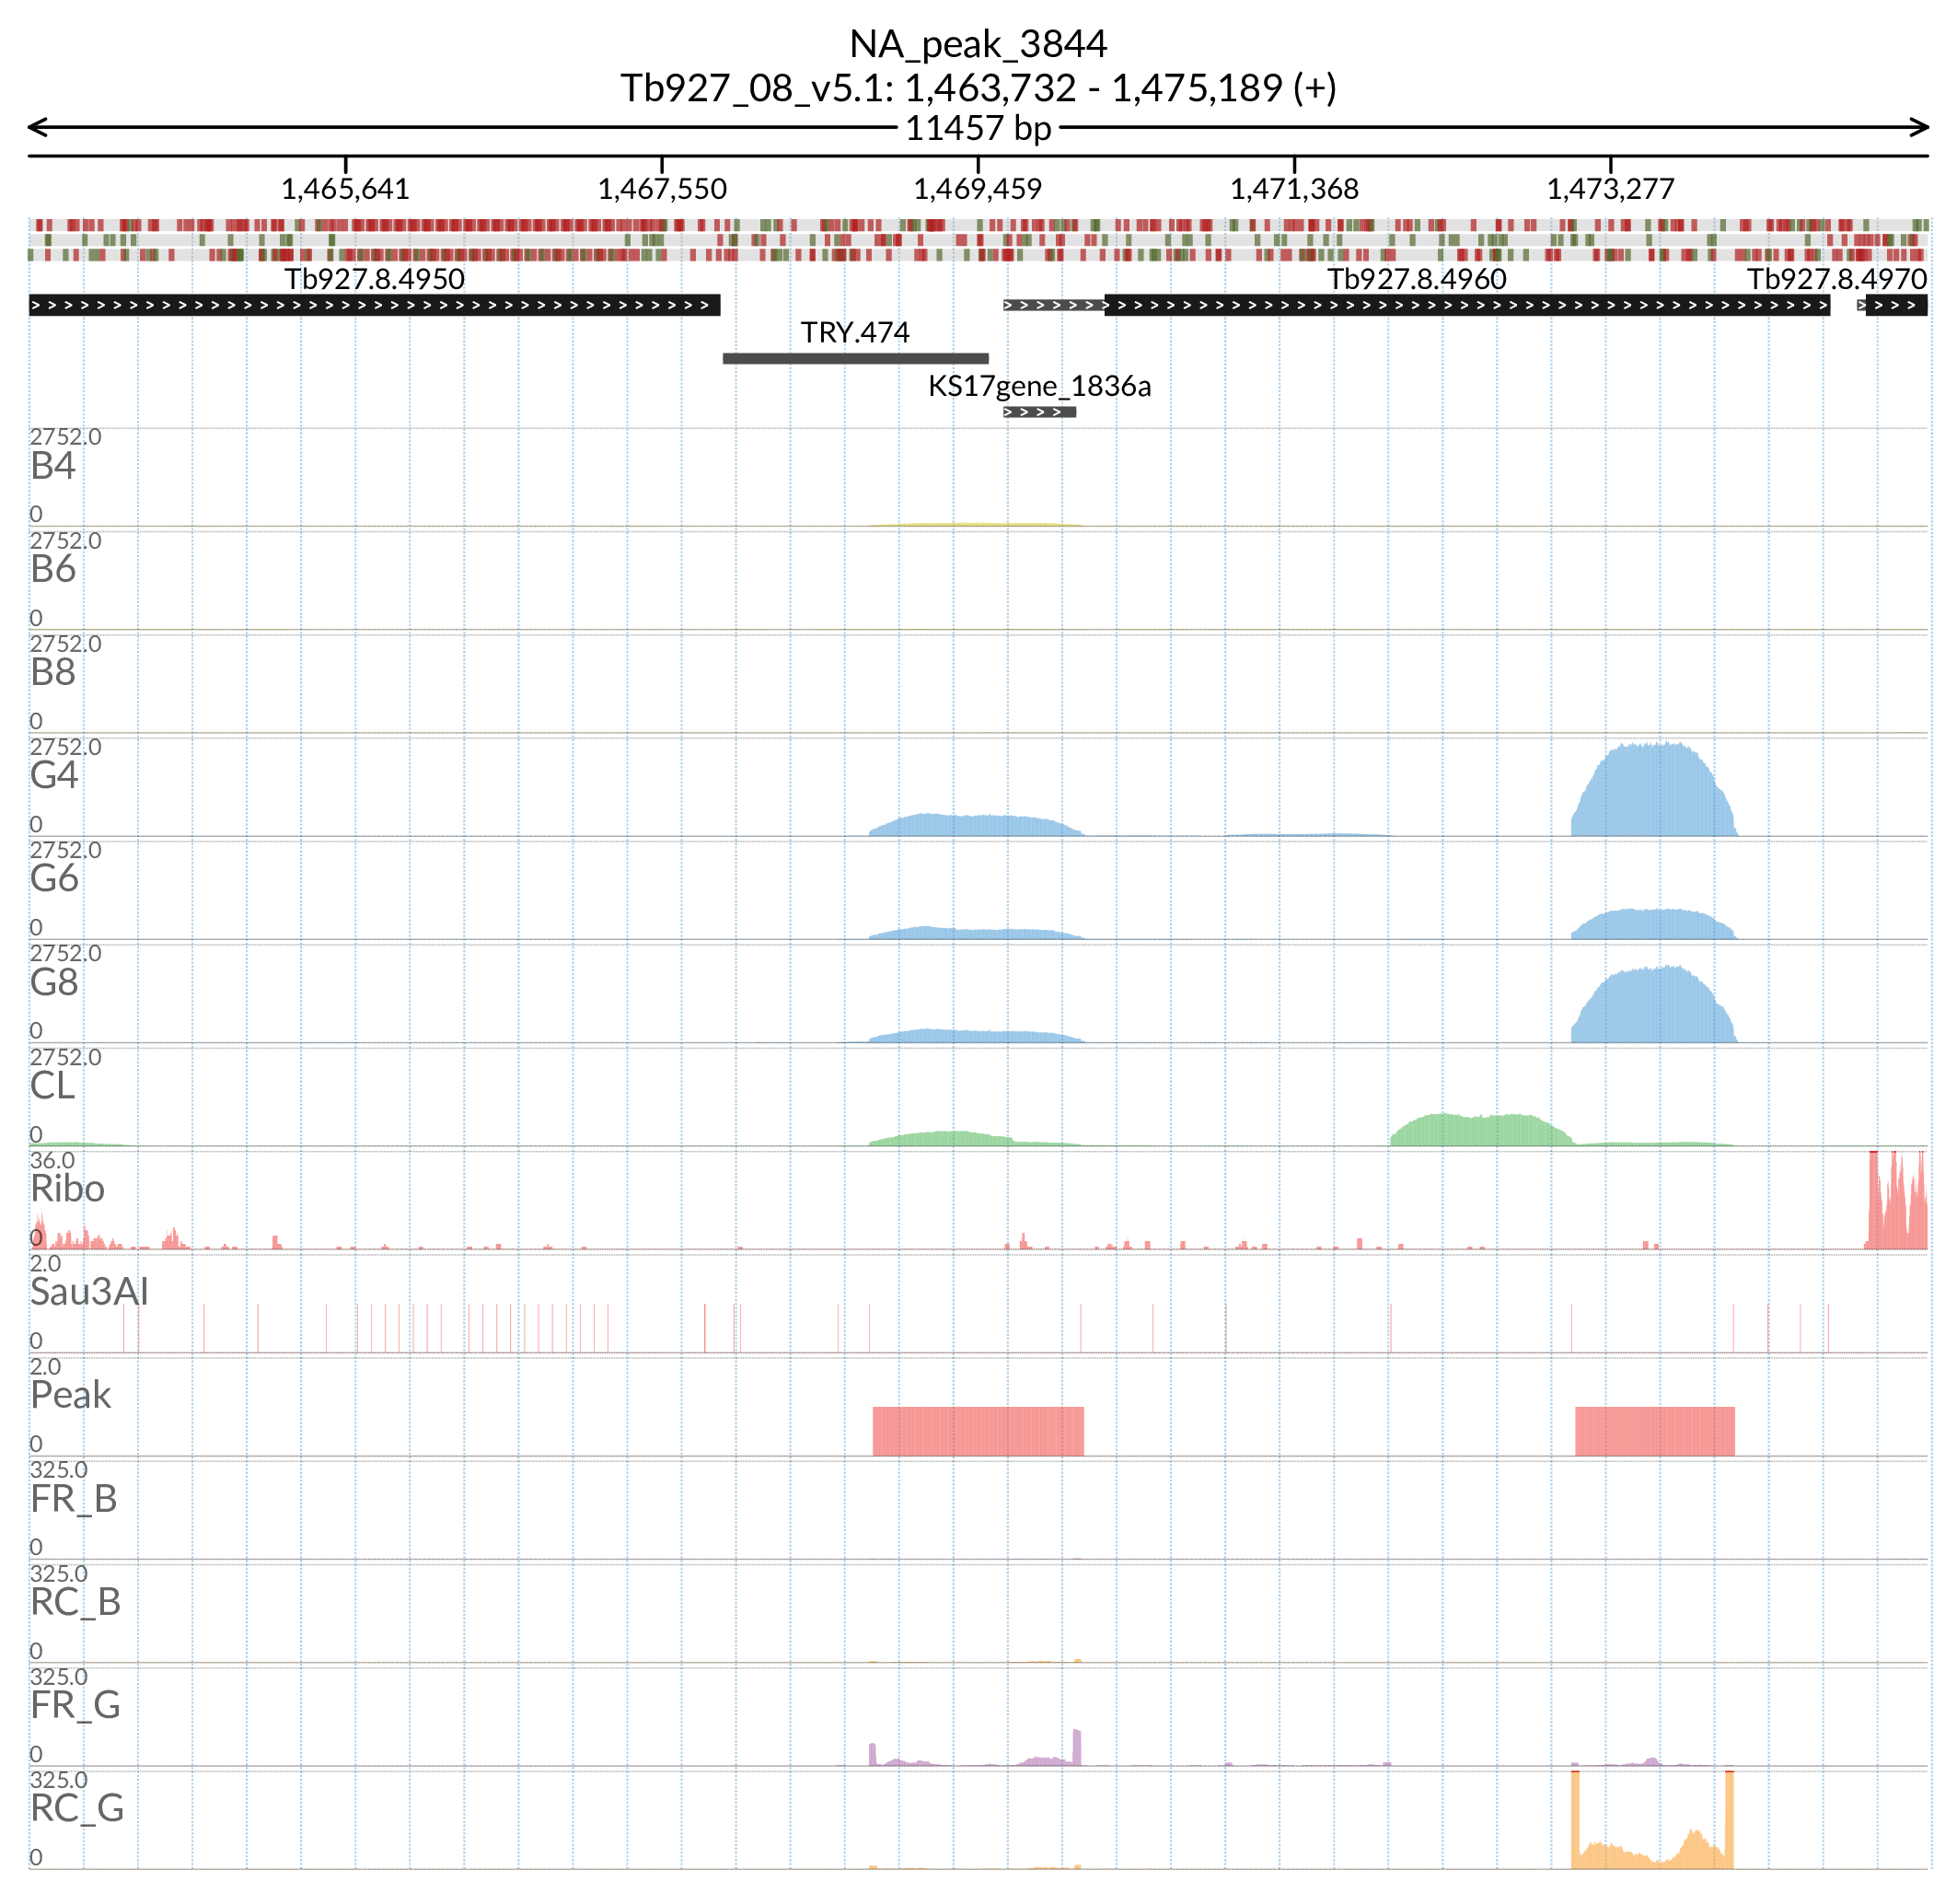 NA_peak_3844
Tb927_08_v5.1: 1,463,732 - 1,475,189 (+)
11457 bp
1,465,641 1,467,550 1,469,459 1,471,368 1,473,277
Tb927.8.4950 Tb927.8.4960 Tb927.8.4970
TRY.474
KS17gene_1836a
2752.0
B4
0
2752.0
B6
0
2752.0
B8
0
2752.0
G4
0
2752.0
G6
0
2752.0
G8
0
2752.0
CL
0
36.0
Ribo
0
2.0
Sau3AI
0
2.0
Peak
0
325.0
FR_B
0
325.0
RC_B
0
325.0
FR_G
0
325.0
RC_G
0